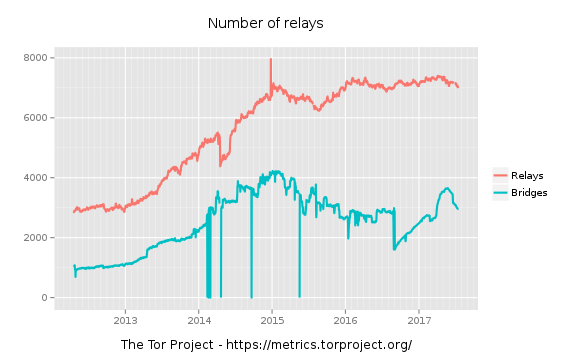 Number of relays
8000
6000
4000
2000
0
2013 2014 2015 2016 2017
Relays
Bridges
The Tor Project - https://metrics.torproject.org/